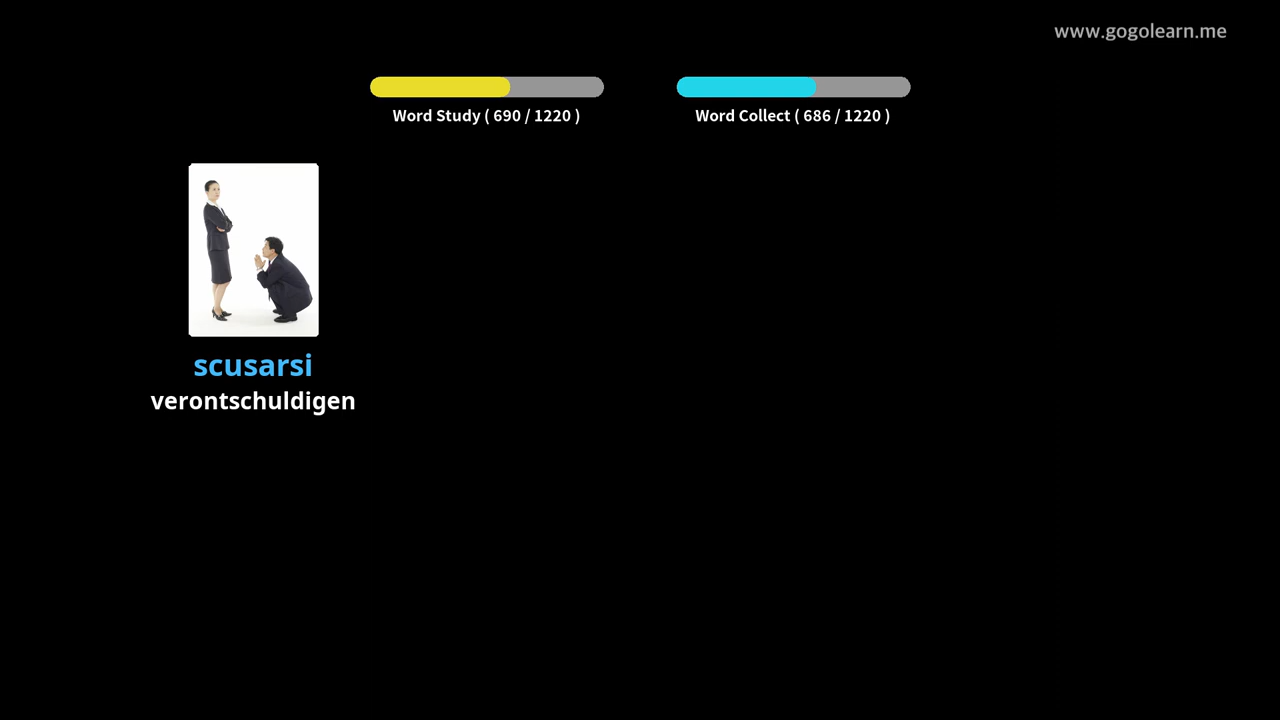 www.gogolearn.me
Word Study ( 690 / 1220 )
Word Collect ( 686 / 1220 )
scusarsi
verontschuldigen